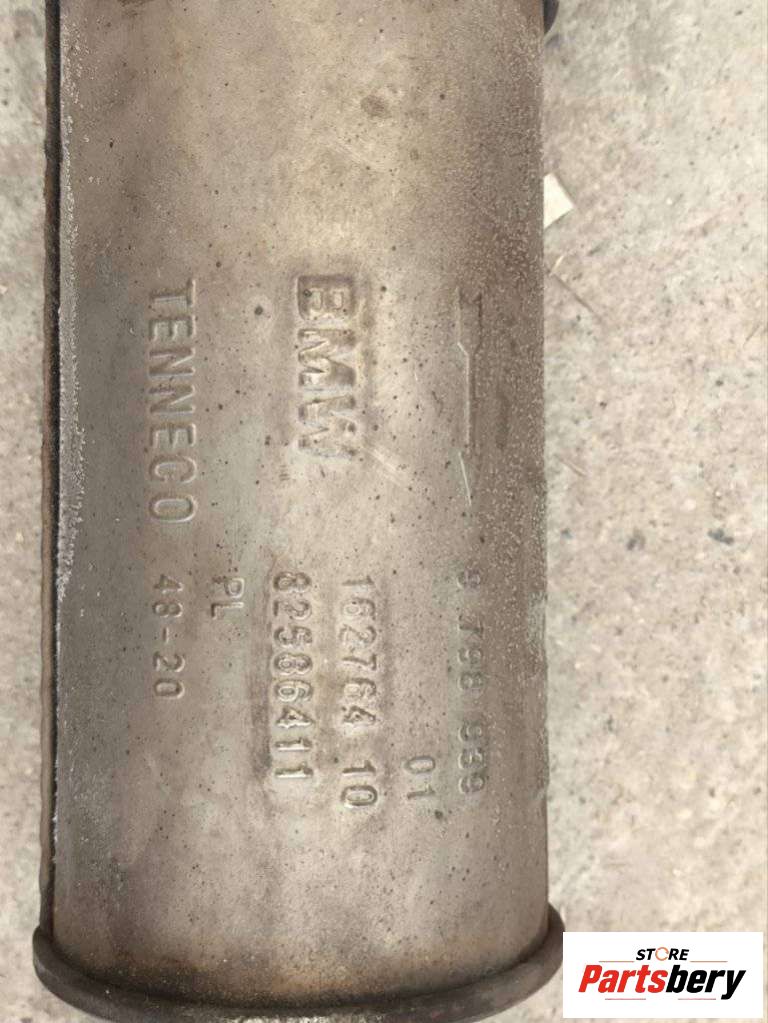 9 798 939
01
BMW 162764 10
82586411
PL
TENNECO 48-20
STORE
Partsbery